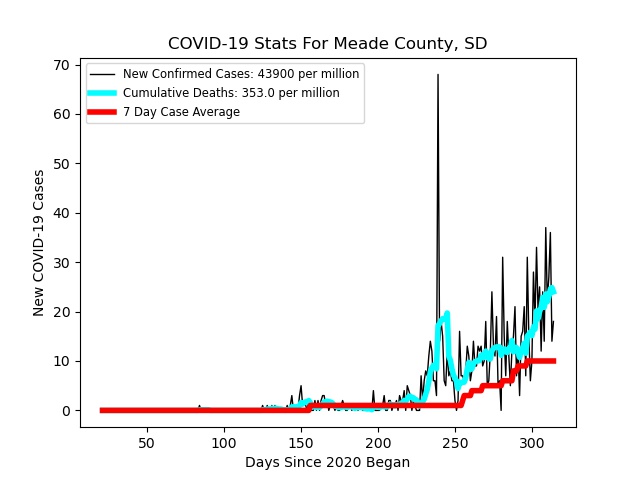 COVID-19 Stats For Meade County, SD
New Confirmed Cases: 43900 per million
Cumulative Deaths: 353.0 per million
7 Day Case Average
New COVID-19 Cases
70
60
50
40
30
20
10
0
50 100 150 200 250 300
Days Since 2020 Began